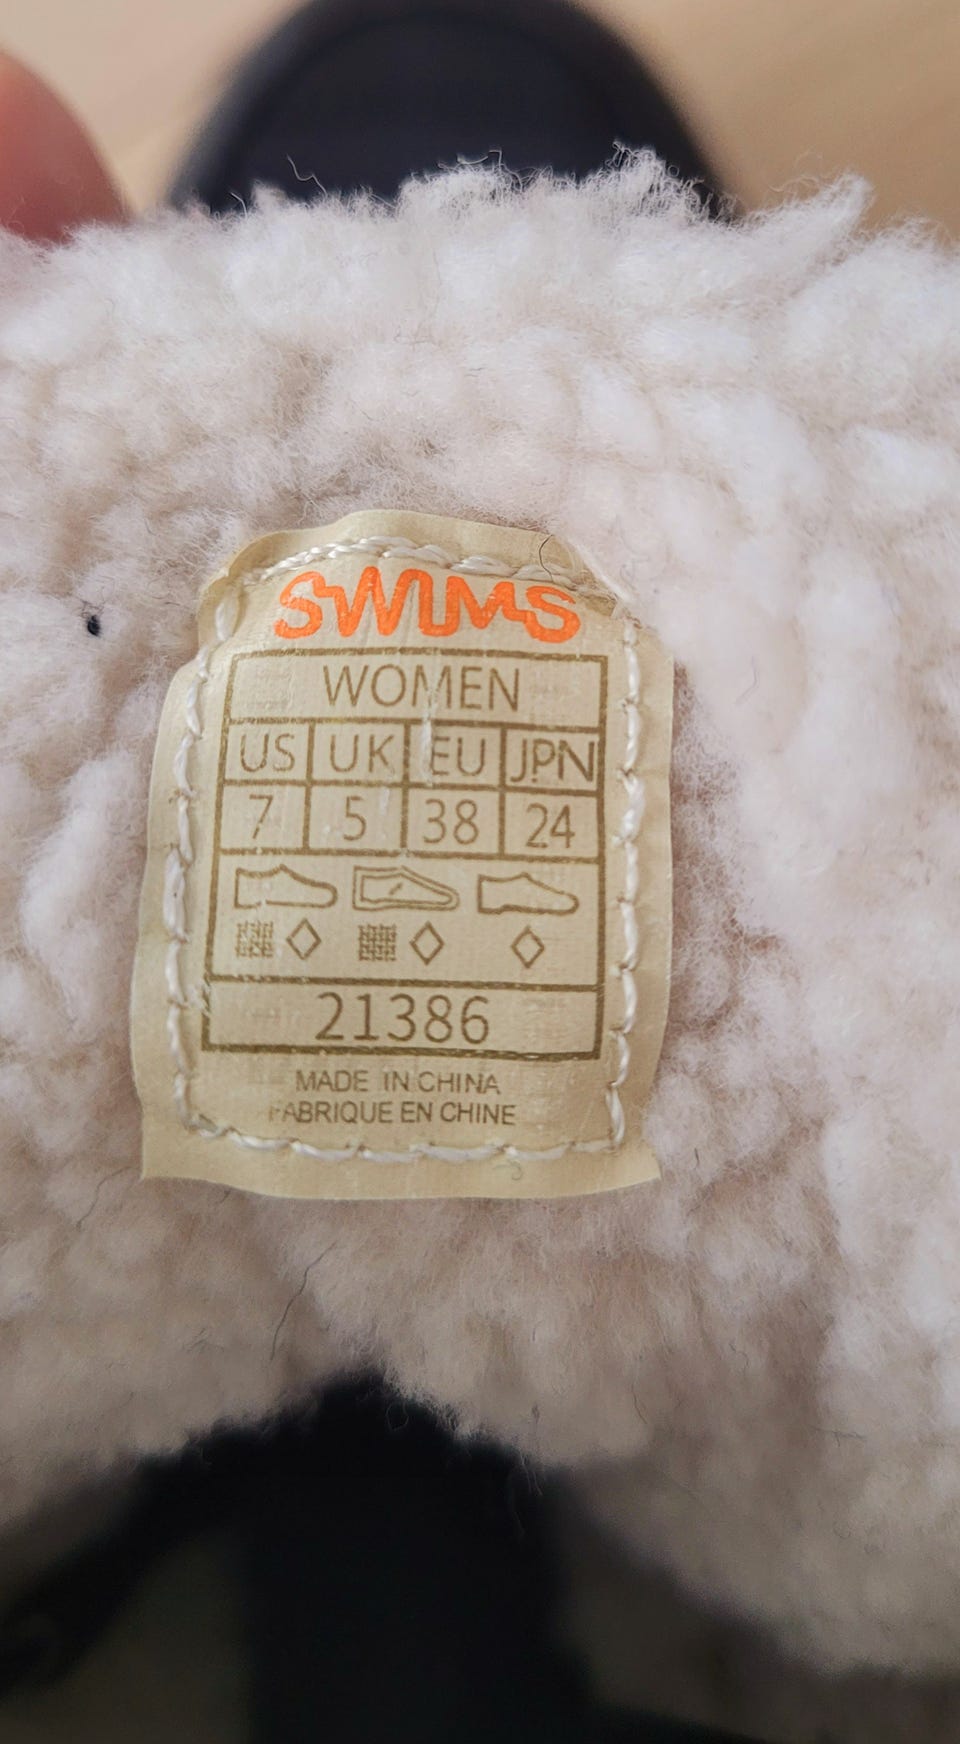 SWIMS
WOMEN
US UK EU JPN
7 5 38 24
21386
MADE IN CHINA
FABRIQUE EN CHINE